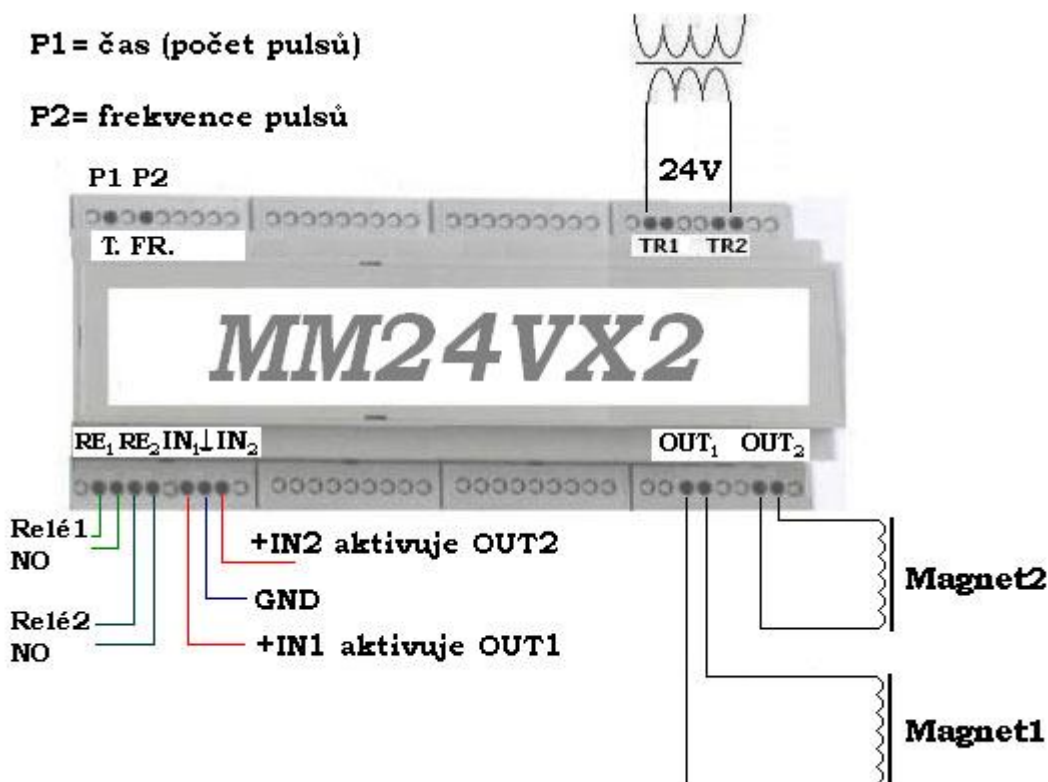 P1= čas (počet pulsů)
P2= frekvence pulsů
24V
P1 P2
T. FR.
TR1 TR2
MM24VX2
RE₁ RE₂ IN₁⊥IN₂
OUT₁ OUT₂
Relé1
NO
+IN2 aktivuje OUT2
GND
Relé2
NO
+IN1 aktivuje OUT1
Magnet2
Magnet1